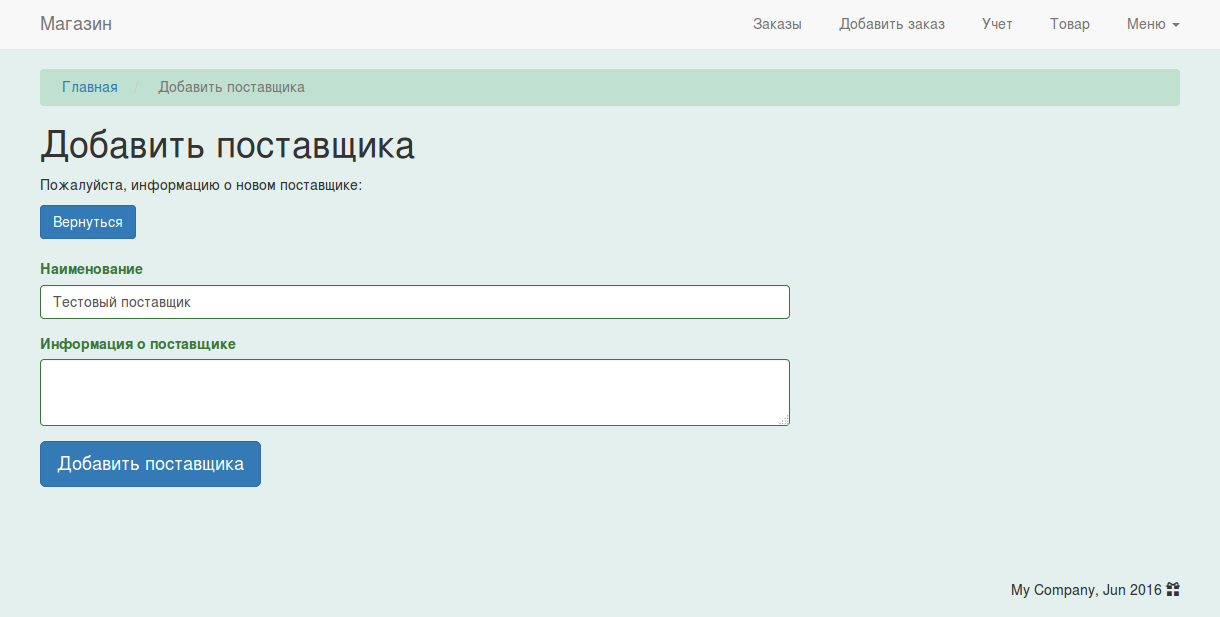 Магазин Заказы Добавить заказ Учет Товар Меню
Главная / Добавить поставщика
Добавить поставщика
Пожалуйста, информацию о новом поставщике:
Вернуться
Наименование
Тестовый поставщик
Информация о поставщике
Добавить поставщика
My Company, Jun 2016